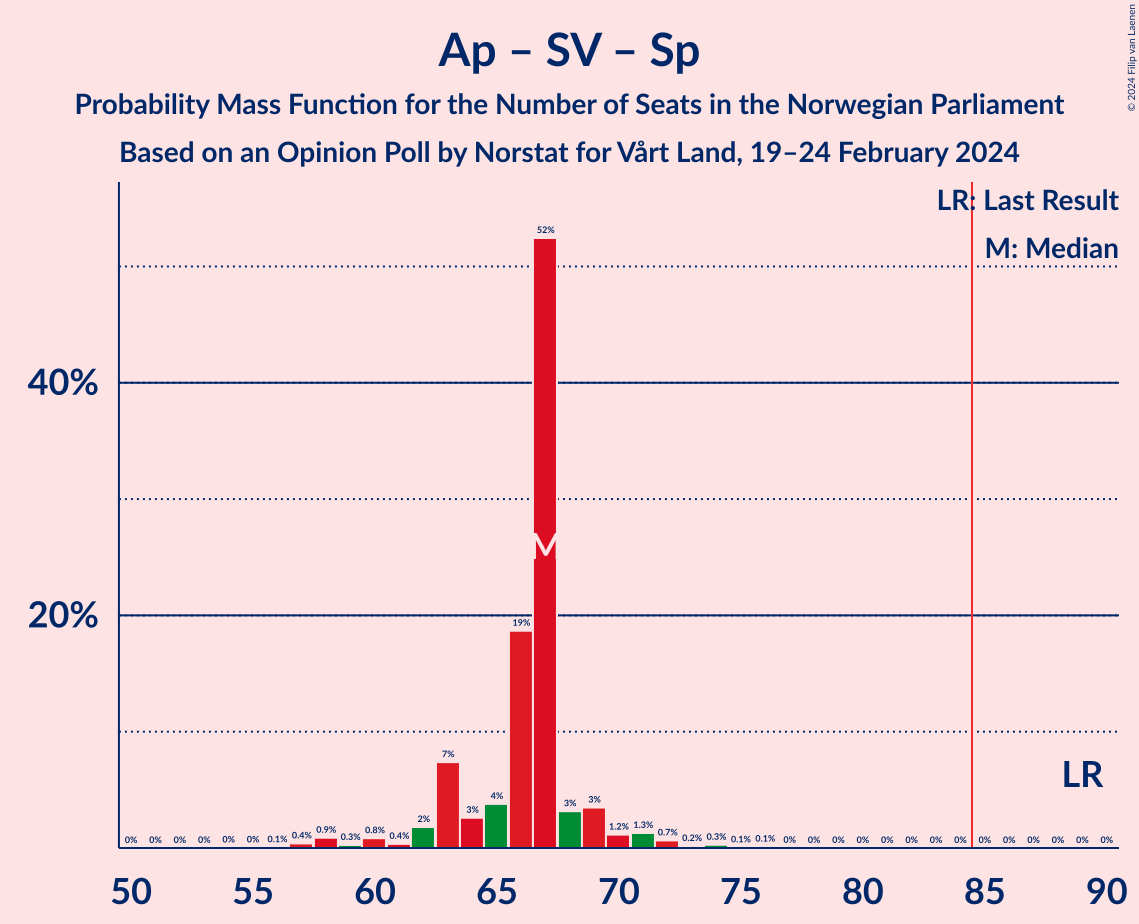 Ap – SV – Sp
Probability Mass Function for the Number of Seats in the Norwegian Parliament
Based on an Opinion Poll by Norstat for Vårt Land, 19–24 February 2024
© 2024 Filip van Laenen
LR: Last Result
M: Median
52%
40%
M
20%
19%
7%
LR
4%
3%
3%
3%
2%
0% 0% 0% 0% 0% 0% 0.1% 0.4% 0.9% 0.3% 0.8% 0.4% 1.2% 1.3% 0.7% 0.2% 0.3% 0.1% 0.1% 0% 0% 0% 0% 0% 0% 0% 0% 0% 0% 0% 0% 0% 0%
50 55 60 65 70 75 80 85 90